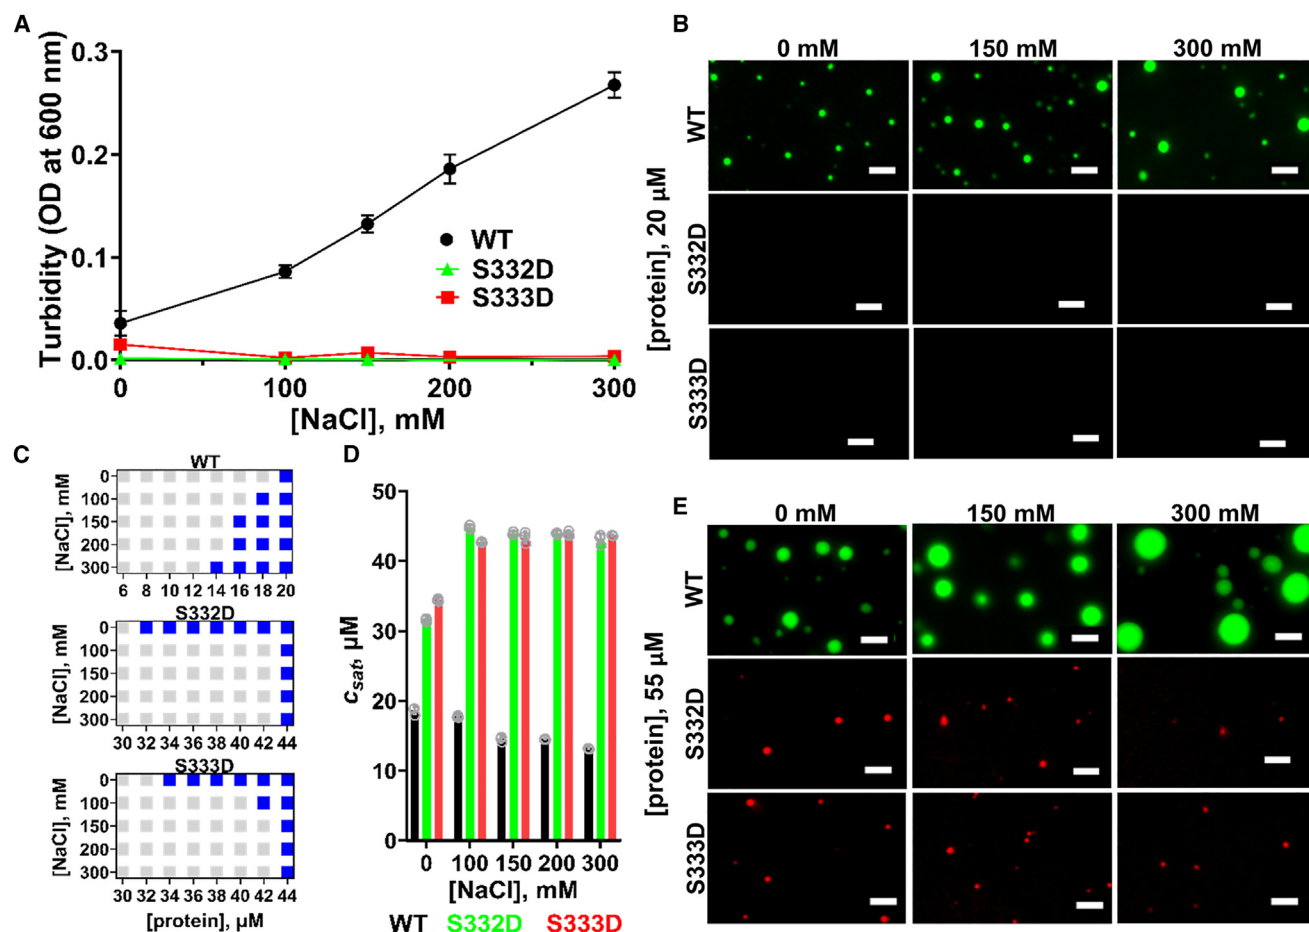 A
Turbidity (OD at 600 nm)
0.3
0.2
0.1
0.0
WT
S332D
S333D
0 100 200 300
[NaCl], mM
B
0 mM 150 mM 300 mM
[protein], 20 µM
WT
S332D
S333D
C
WT
[NaCl], mM
0
100
150
200
300
6 8 10 12 14 16 18 20
S332D
[NaCl], mM
0
100
150
200
300
30 32 34 36 38 40 42 44
S333D
[NaCl], mM
0
100
150
200
300
30 32 34 36 38 40 42 44
[protein], µM
D
csat, µM
50
40
30
20
10
0
0 100 150 200 300
[NaCl], mM
WT S332D S333D
E
0 mM 150 mM 300 mM
[protein], 55 µM
WT
S332D
S333D